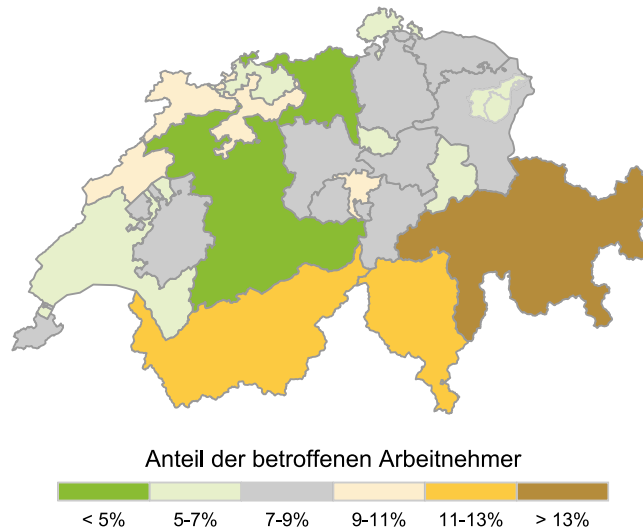 Anteil der betroffenen Arbeitnehmer
< 5% 5-7% 7-9% 9-11% 11-13% > 13%